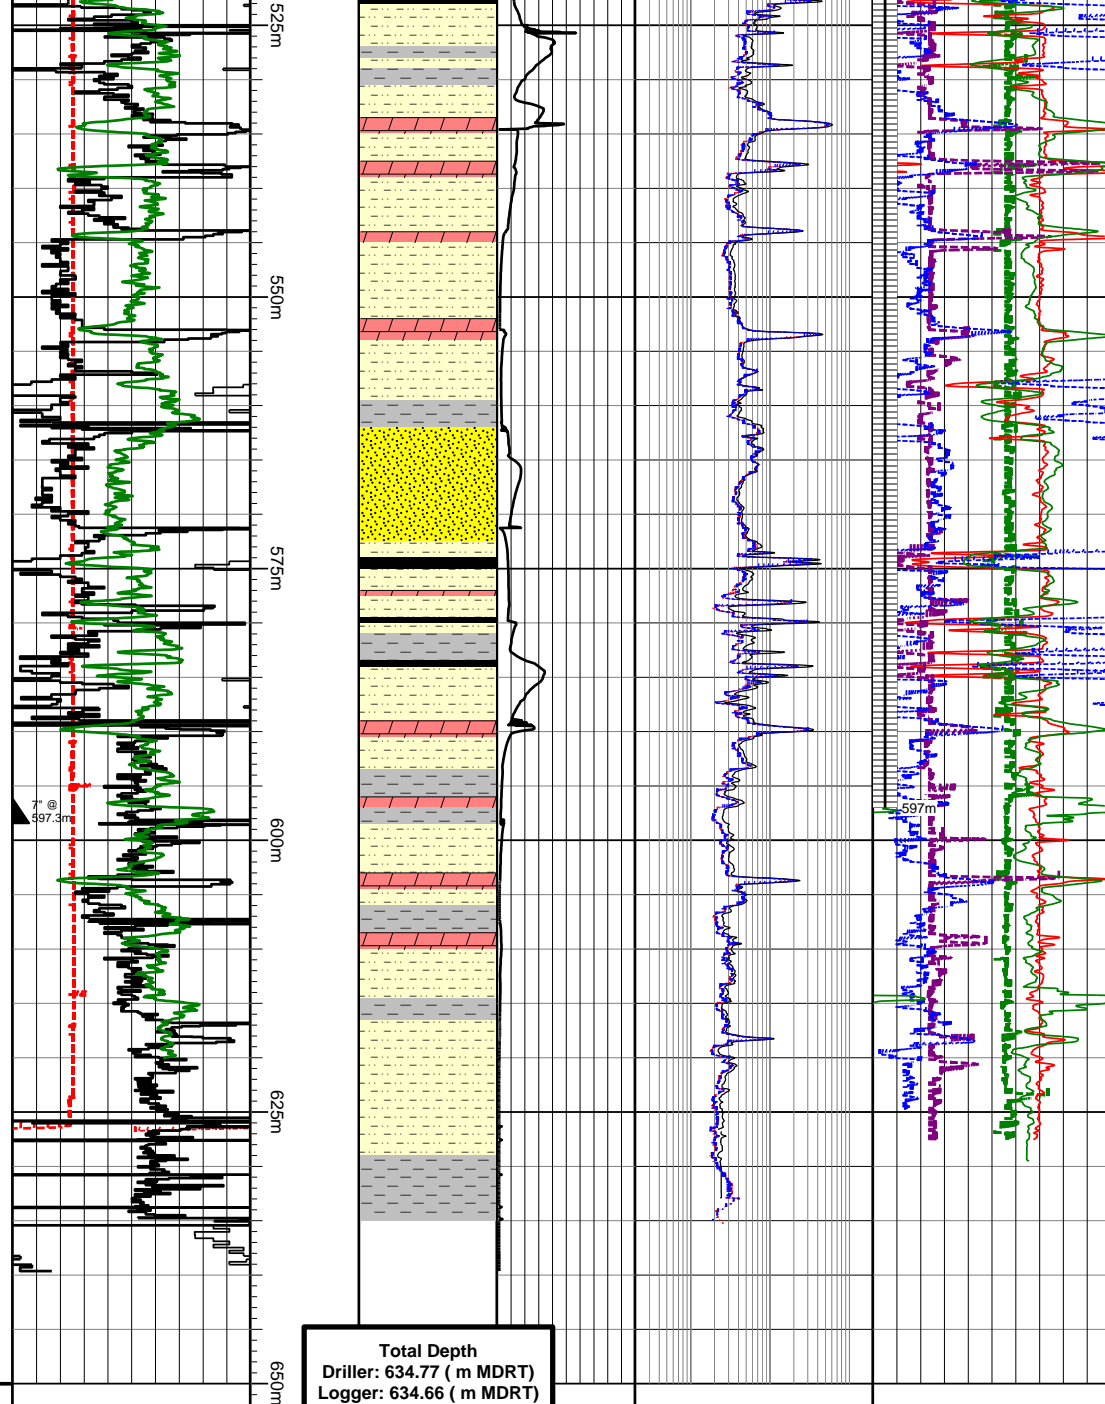 525m
550m
575m
7" @
597.3m
597m
600m
625m
650m
Total Depth
Driller: 634.77 ( m MDRT)
Logger: 634.66 ( m MDRT)